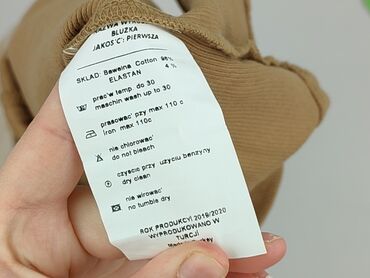 BLUZKA
JAKOŚĆ: PIERWSZA
SKŁAD: Bawełna Cotton 96%
ELASTAN 4%
prać w temp. do 30
maschin wash up to 30
prasować przy max 110 c
Iron max 110c
nie chlorować
do not bleach
czyścić przy użyciu benzyny
dry clean
nie wirować
no tumble dry
ROK PRODUKCJI 2019/2020
WYPRODUKOWANO W
TURCJI